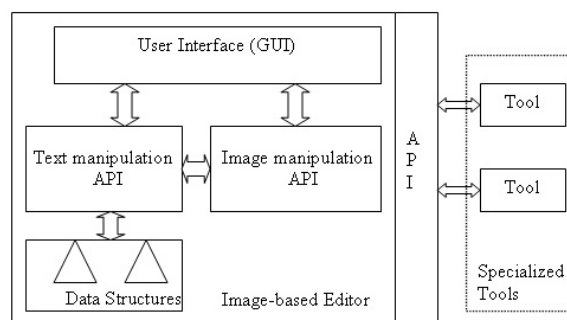 User Interface (GUI)
Text manipulation
API
Image manipulation
API
Data Structures
Image-based Editor
A
P
I
Tool
Tool
Specialized
Tools